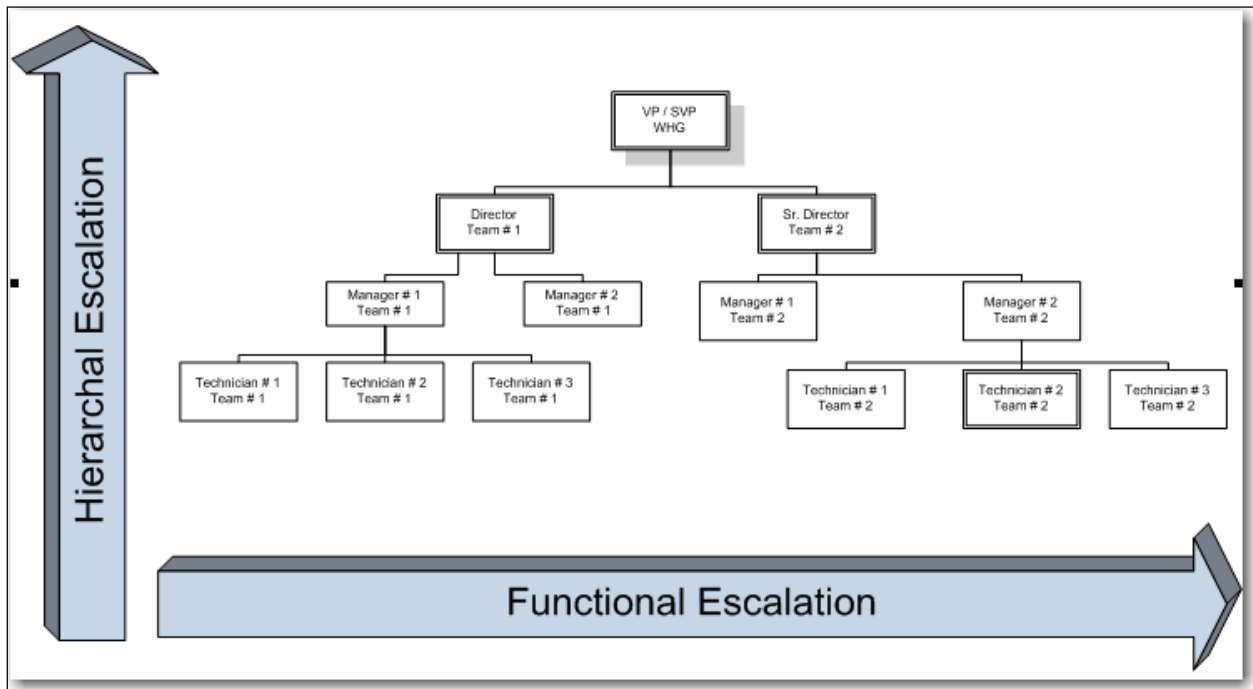 Hierarchal Escalation
VP / SVP
WHG
Director
Team # 1
Sr. Director
Team # 2
Manager # 1
Team # 1
Manager # 2
Team # 1
Manager # 1
Team # 2
Manager # 2
Team # 2
Technician # 1
Team # 1
Technician # 2
Team # 1
Technician # 3
Team # 1
Technician # 1
Team # 2
Technician # 2
Team # 2
Technician # 3
Team # 2
Functional Escalation